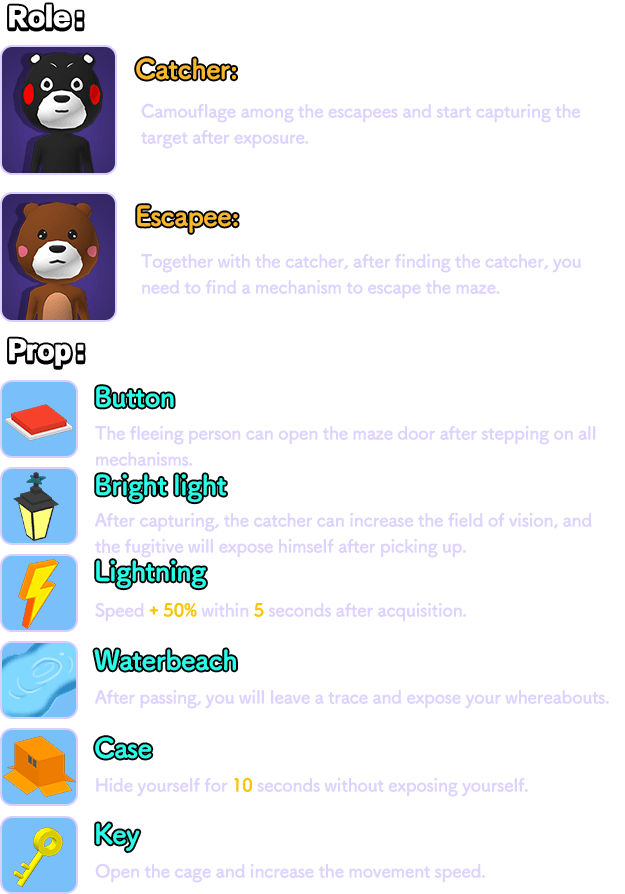 Role:
Catcher:
Camouflage among the escapees and start capturing the
target after exposure.
Escapee:
Together with the catcher, after finding the catcher, you
need to find a mechanism to escape the maze.
Prop:
Button
The fleeing person can open the maze door after stepping on all
mechanisms.
Bright light
After capturing, the catcher can increase the field of vision, and
the fugitive will expose himself after picking up.
Lightning
Speed + 50% within 5 seconds after acquisition.
Waterbeach
After passing, you will leave a trace and expose your whereabouts.
Case
Hide yourself for 10 seconds without exposing yourself.
Key
Open the cage and increase the movement speed.